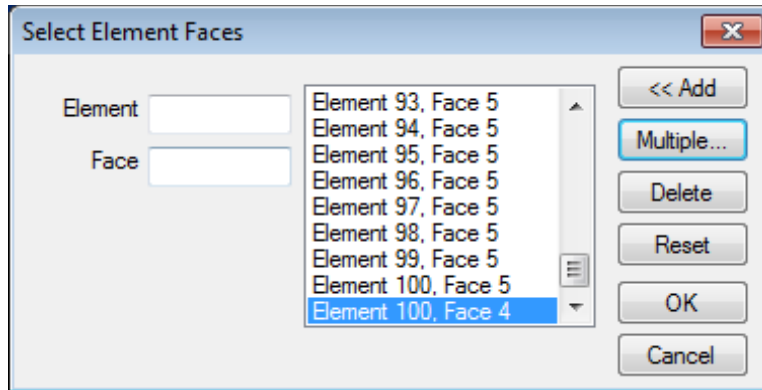 Select Element Faces
Element
Face
Element 93, Face 5
Element 94, Face 5
Element 95, Face 5
Element 96, Face 5
Element 97, Face 5
Element 98, Face 5
Element 99, Face 5
Element 100, Face 5
Element 100, Face 4
<< Add
Multiple...
Delete
Reset
OK
Cancel